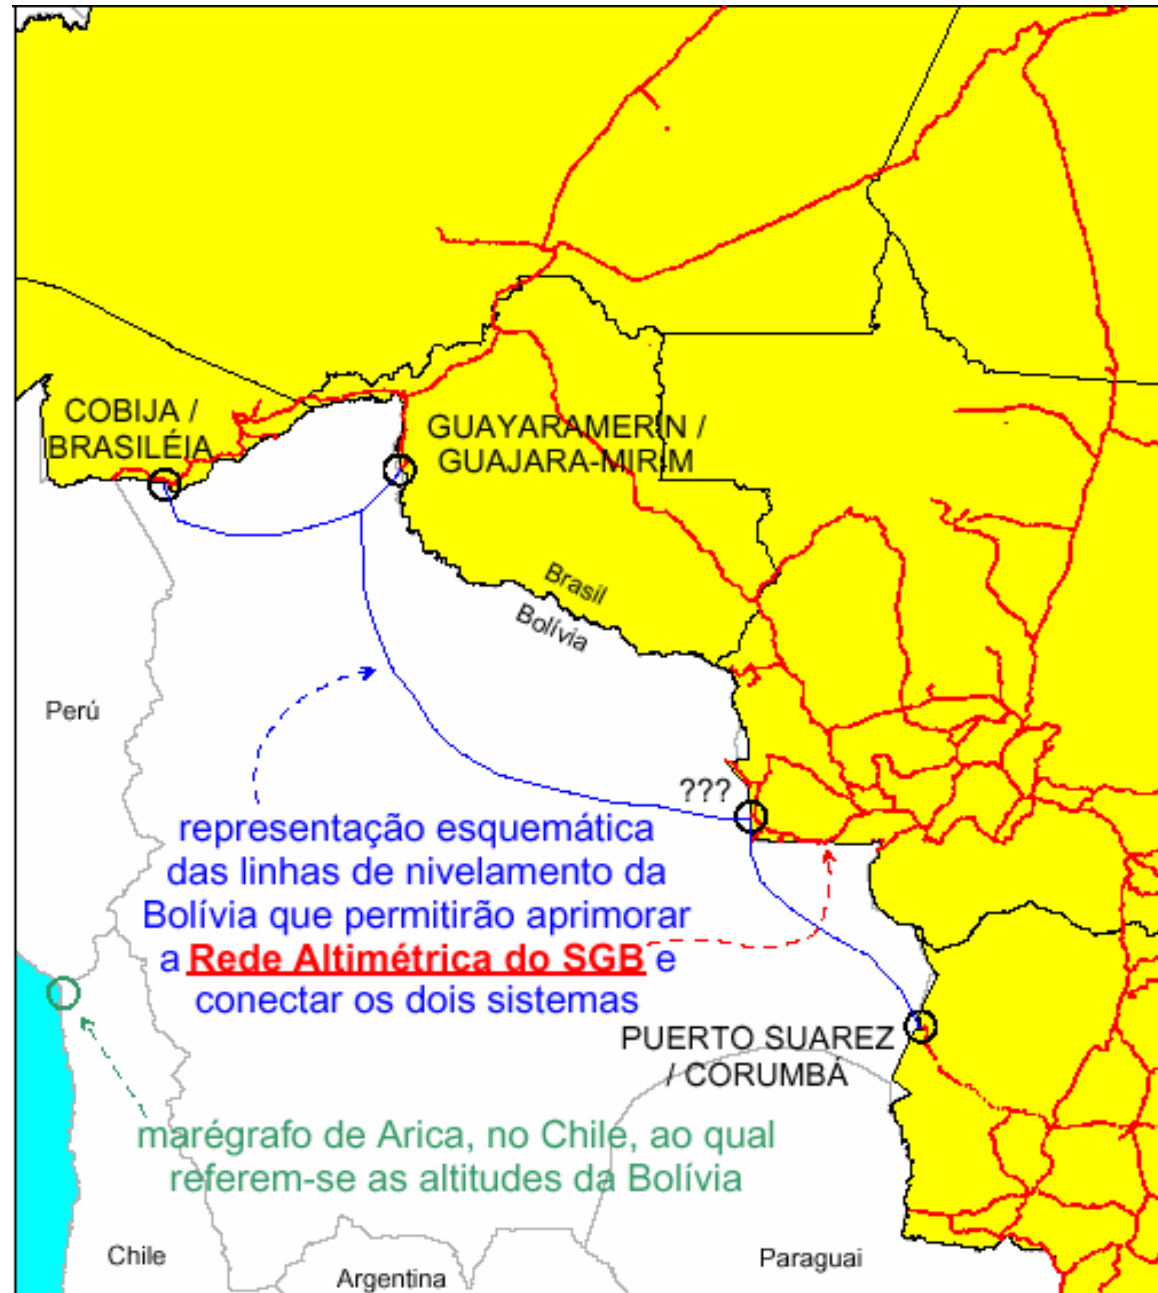 COBIJA /
BRASILÉIA
GUAYARAMERIN /
GUAJARA-MIRIM
Brasil
Bolívia
Perú
???
representação esquemática
das linhas de nivelamento da
Bolívia que permitirão aprimorar
a Rede Altimétrica do SGB e
conectar os dois sistemas
PUERTO SUAREZ
/ CORUMBÁ
marégrafo de Arica, no Chile, ao qual
referem-se as altitudes da Bolívia
Chile
Argentina
Paraguai